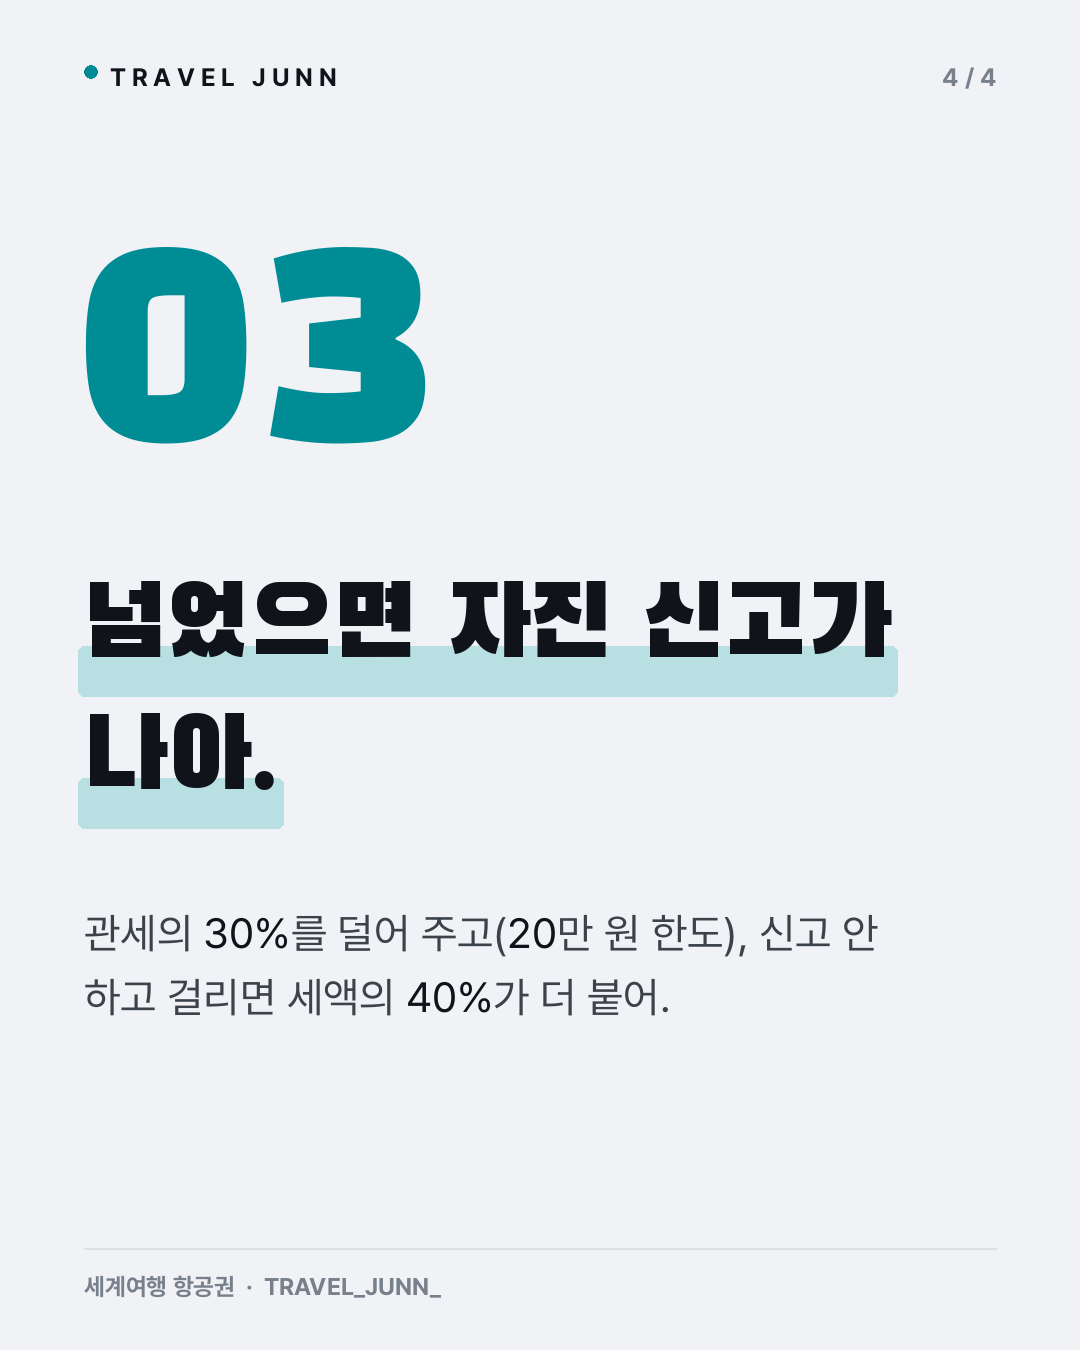 TRAVEL JUNN
4 / 4
03
넘었으면 자진 신고가
나아.
관세의 30%를 덜어 주고(20만 원 한도), 신고 안
하고 걸리면 세액의 40%가 더 붙어.
세계여행 항공권 · TRAVEL_JUNN_